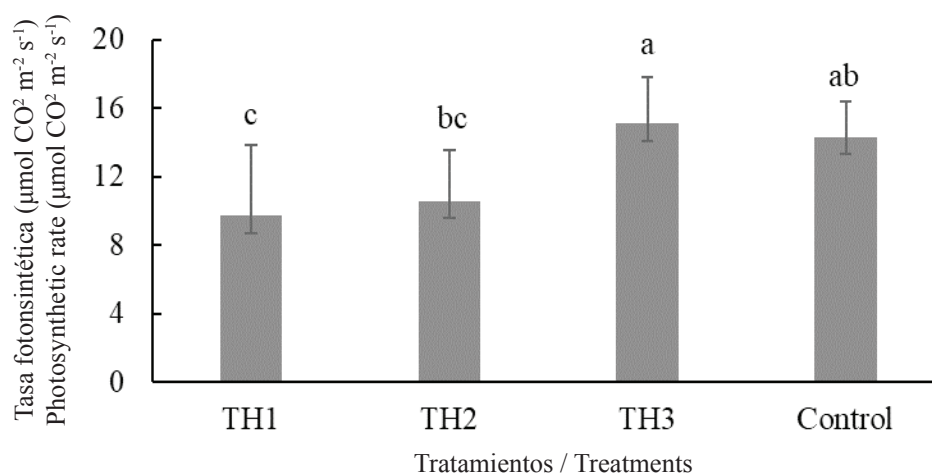 Tasa fotonsintética (µmol CO² m⁻² s⁻¹)
Photosynthetic rate (µmol CO² m⁻² s⁻¹)
20
16
12
8
4
0
c
bc
a
ab
TH1 TH2 TH3 Control
Tratamientos / Treatments